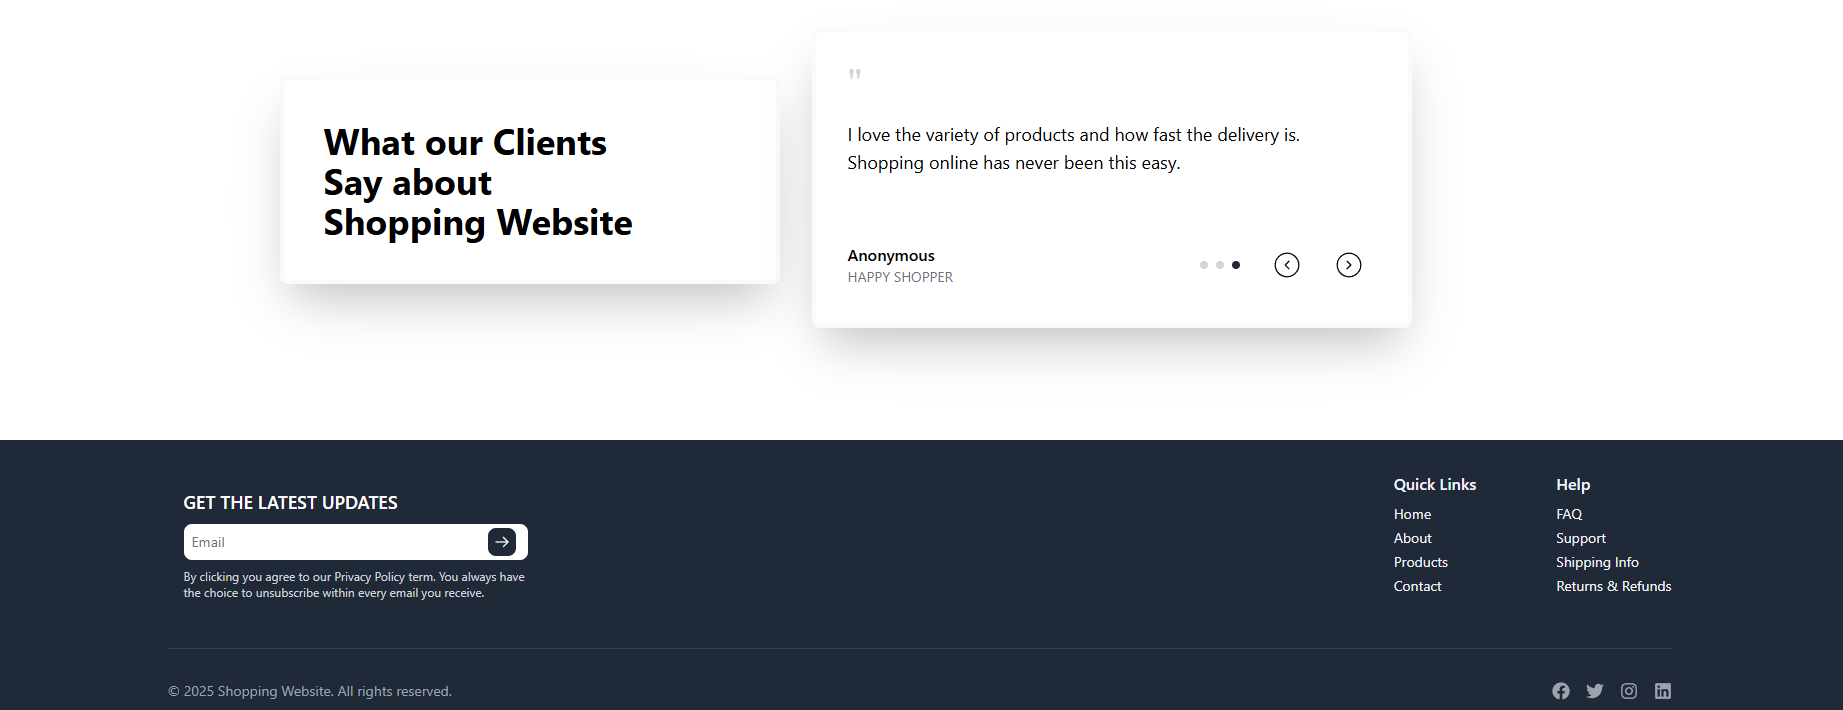 What our Clients
Say about
Shopping Website
"
I love the variety of products and how fast the delivery is.
Shopping online has never been this easy.
Anonymous
HAPPY SHOPPER
GET THE LATEST UPDATES
Email
By clicking you agree to our Privacy Policy term. You always have
the choice to unsubscribe within every email you receive.
Quick Links
Home
About
Products
Contact
Help
FAQ
Support
Shipping Info
Returns & Refunds
© 2025 Shopping Website. All rights reserved.